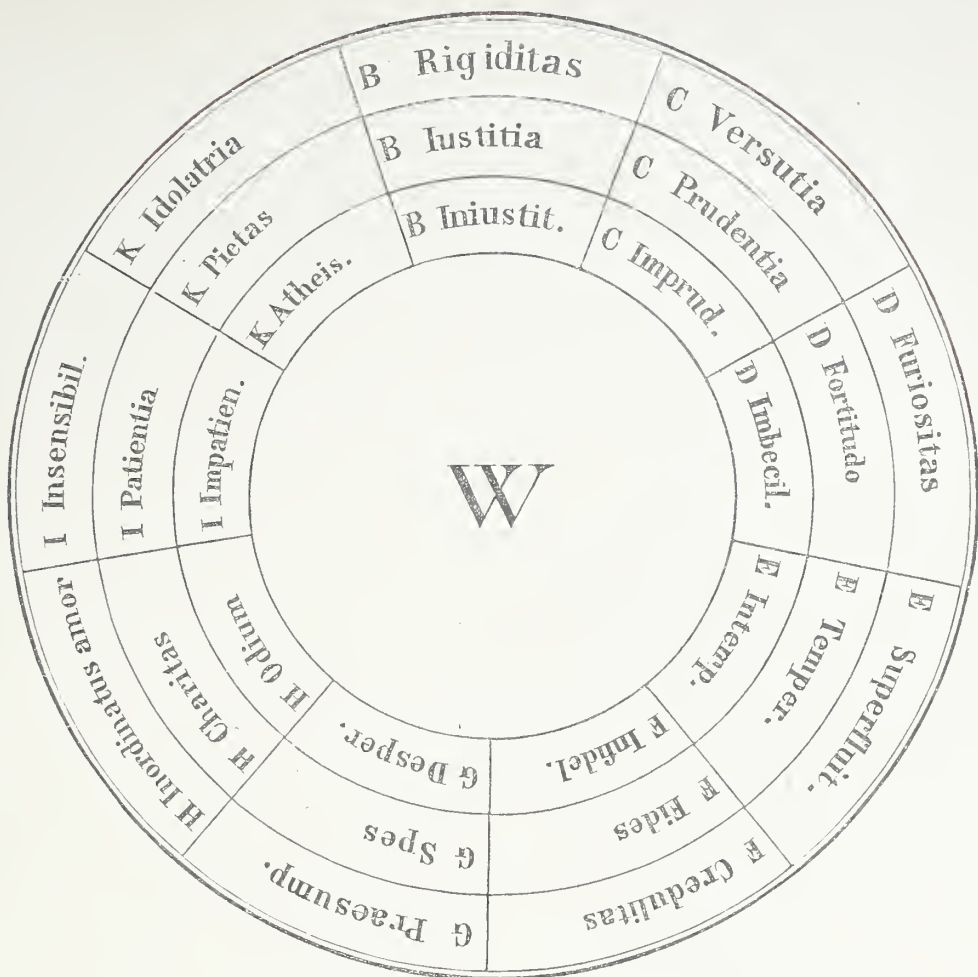 B Rigiditas
C Versutia
D Furiositas
E Superfluit.
F Credulitas
G Praesump.
H Inordinatus amor
I Insensibil.
K Idolatria
B Iustitia
C Prudentia
D Fortitudo
E Temper.
F Fides
G Spes
H Charitas
I Patientia
K Pietas
B Iniustit.
C Imprud.
D Imbecil.
E Intemp.
F Infidel.
G Desper.
H Odium
I Impatien.
K Atheis.
W